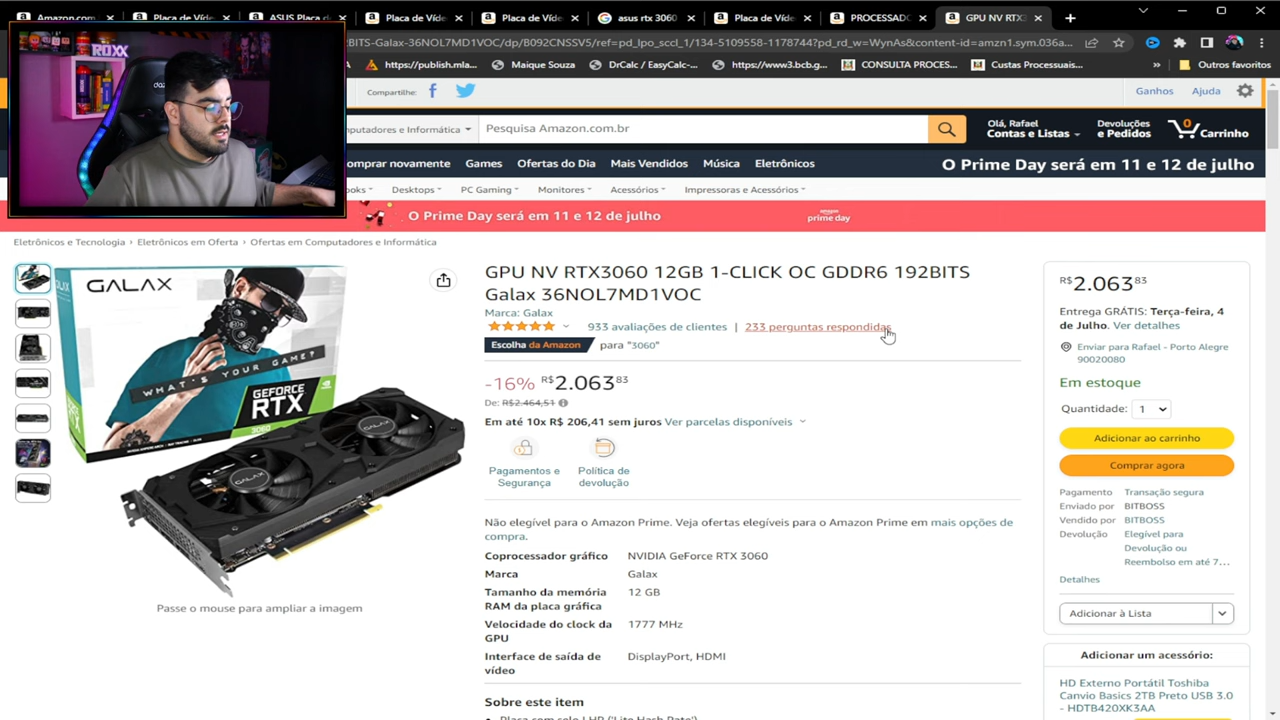 Amazon.com
Placa de Víde
ASUS Placa d
Placa de Víde
Placa de Víde
asus rtx 3060
Placa de Víde
PROCESSADO
GPU NV RTX3
BITS-Galax-36NOL7MD1VOC/dp/B092CNSSV5/ref=pd_lpo_sccl_1/134-5109558-1178744?pd_rd_w=WynAs&content-id=amzn1.sym.036a...
https://publish.mla...
Maique Souza
DrCalc / EasyCalc-...
https://www3.bcb.g...
CONSULTA PROCES...
Custas Processuais...
»
Outros favoritos
ROXX
Compartilhe:
Ganhos
Ajuda
mputadores e Informática
Pesquisa Amazon.com.br
Olá, Rafael
Contas e Listas
Devoluções
e Pedidos
0
Carrinho
omprar novamente
Games
Ofertas do Dia
Mais Vendidos
Música
Eletrônicos
O Prime Day será em 11 e 12 de julho
ooks
Desktops
PC Gaming
Monitores
Acessórios
Impressoras e Acessórios
O Prime Day será em 11 e 12 de julho
amazon
prime day
Eletrônicos e Tecnologia › Eletrônicos em Oferta › Ofertas em Computadores e Informática
GALAX
WHAT'S YOUR GAME?
GEFORCE
RTX
3060
NVIDIA
GALAX
GALAX
Passe o mouse para ampliar a imagem
GPU NV RTX3060 12GB 1-CLICK OC GDDR6 192BITS
Galax 36NOL7MD1VOC
Marca: Galax
933 avaliações de clientes | 233 perguntas respondidas
Escolha da Amazon para "3060"
-16% R$2.063,83
De: R$2.464,51
Em até 10x R$ 206,41 sem juros Ver parcelas disponíveis
Pagamentos e
Segurança
Política de
devolução
Não elegível para o Amazon Prime. Veja ofertas elegíveis para o Amazon Prime em mais opções de
compra.
Coprocessador gráfico NVIDIA GeForce RTX 3060
Marca Galax
Tamanho da memória
RAM da placa gráfica
12 GB
Velocidade do clock da
GPU
1777 MHz
Interface de saída de
vídeo
DisplayPort, HDMI
Sobre este item
Placa com selo LHR ('Lite Hash Rate')
R$2.063,83
Entrega GRÁTIS: Terça-feira, 4
de Julho. Ver detalhes
Enviar para Rafael - Porto Alegre
90020080
Em estoque
Quantidade: 1
Adicionar ao carrinho
Comprar agora
Pagamento Transação segura
Enviado por BITBOSS
Vendido por BITBOSS
Devolução Elegível para
Devolução ou
Reembolso em até 7...
Detalhes
Adicionar à Lista
Adicionar um acessório:
HD Externo Portátil Toshiba
Canvio Basics 2TB Preto USB 3.0
- HDTB420XK3AA